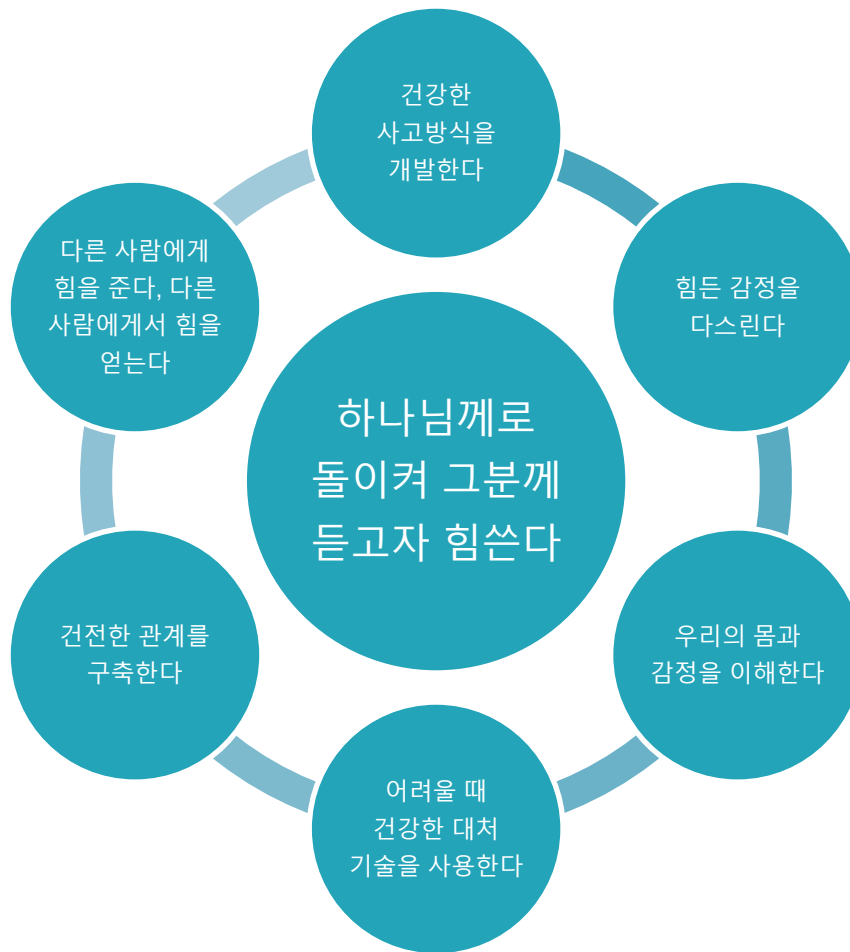 건강한
사고방식을
개발한다
힘든 감정을
다스린다
우리의 몸과
감정을 이해한다
어려울 때
건강한 대처
기술을 사용한다
건전한 관계를
구축한다
다른 사람에게
힘을 준다, 다른
사람에게서 힘을
얻는다
하나님께로
돌이켜 그분께
듣고자 힘쓴다